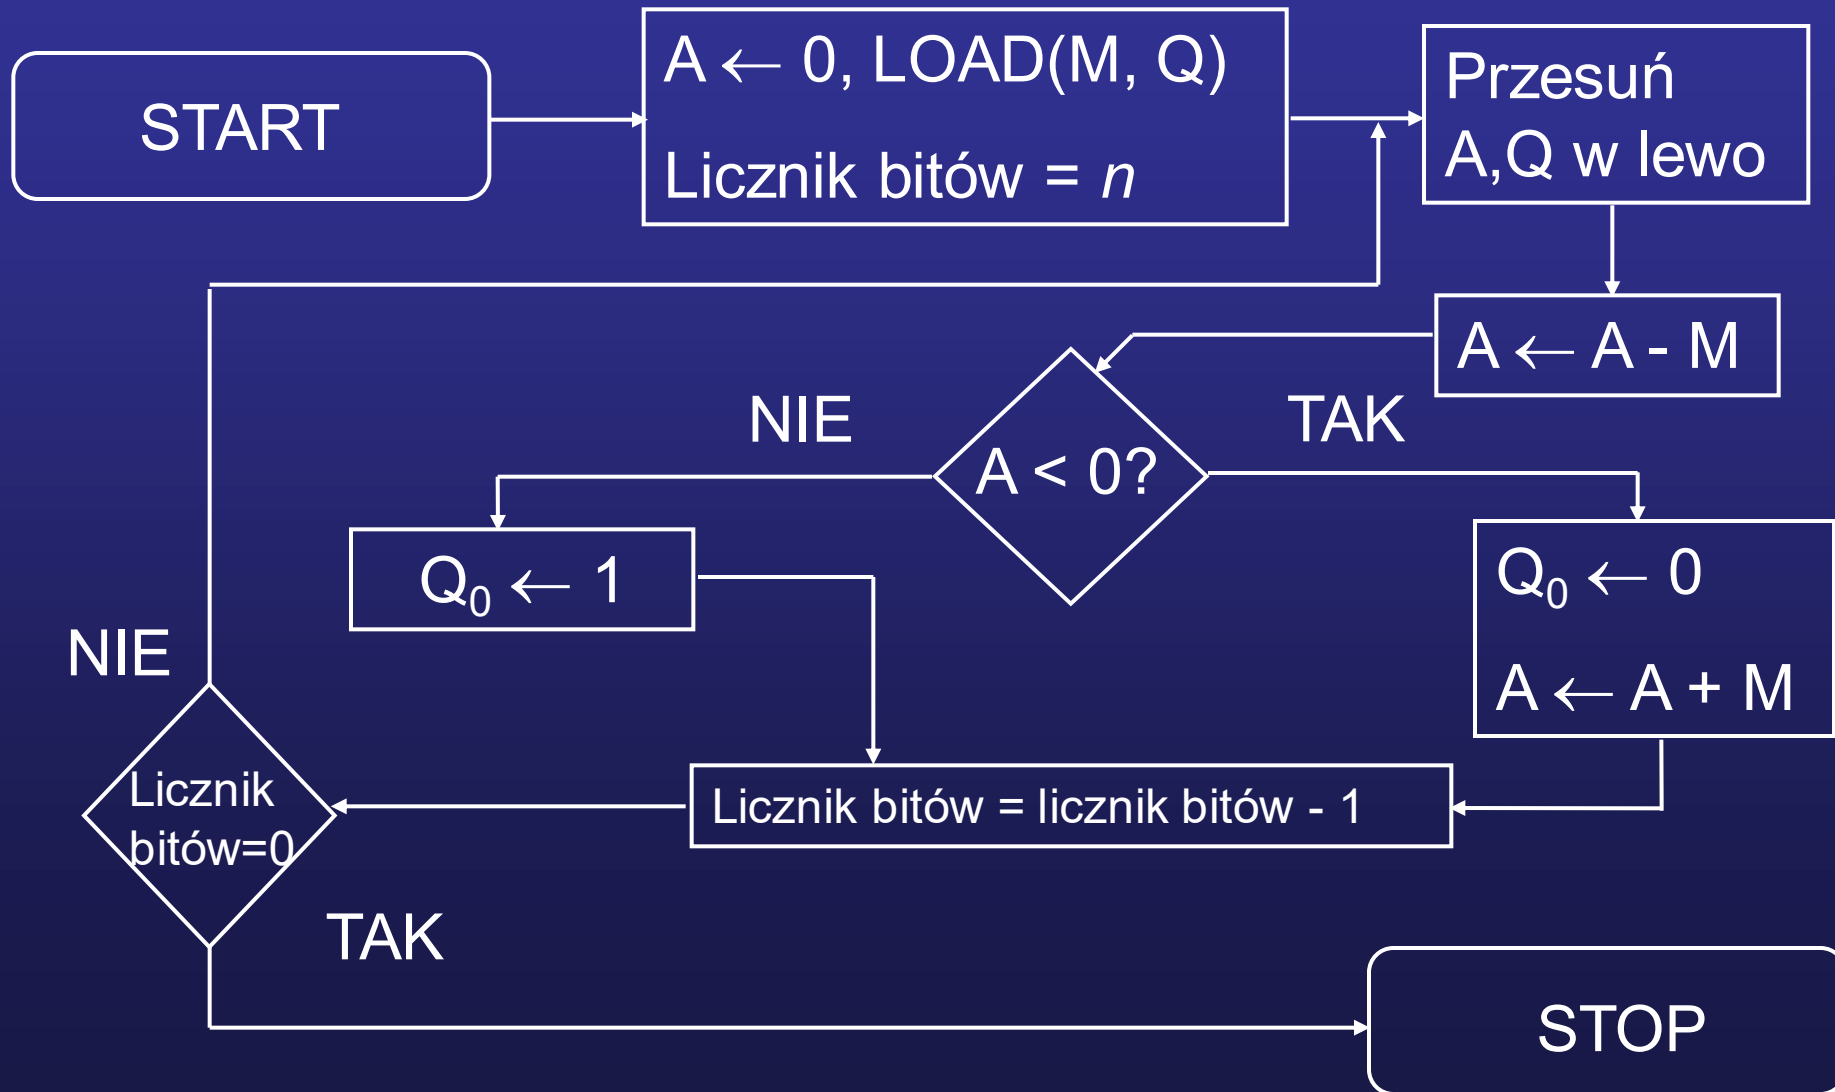 START
A ← 0, LOAD(M, Q)
Licznik bitów = n
Przesuń
A,Q w lewo
A ← A - M
NIE
A < 0?
TAK
Q₀ ← 1
Q₀ ← 0
A ← A + M
NIE
Licznik
bitów=0
Licznik bitów = licznik bitów - 1
TAK
STOP